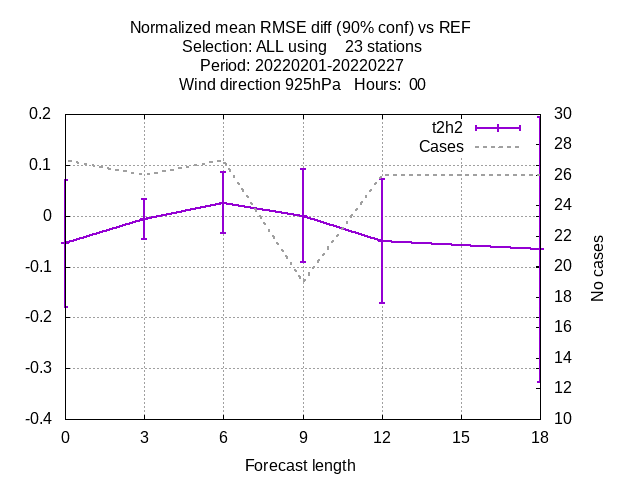 Normalized mean RMSE diff (90% conf) vs REF
Selection: ALL using    23 stations
Period: 20220201-20220227
Wind direction 925hPa   Hours:  00
t2h2
Cases
0.2
0.1
0
-0.1
-0.2
-0.3
-0.4
30
28
26
24
22
20
18
16
14
12
10
No cases
0 3 6 9 12 15 18
Forecast length